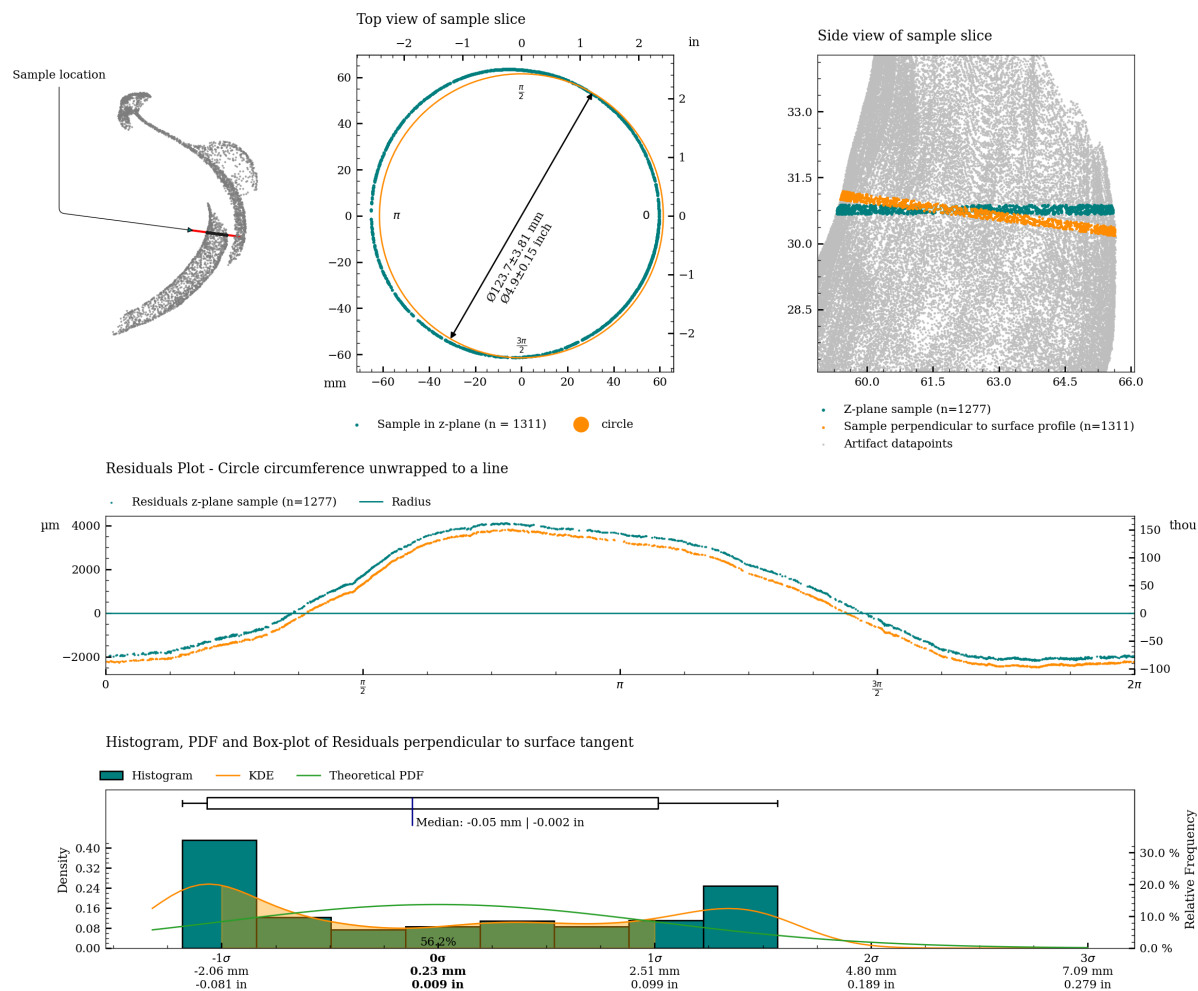 Top view of sample slice
Side view of sample slice
Sample location
−2 −1 0 1 2 in
60 40 20 0 −20 −40 −60
2 1 0 −1 −2
π/2
π
0
3π/2
Ø123.7±3.81 mm
Ø4.9±0.15 inch
mm −60 −40 −20 0 20 40 60
Sample in z-plane (n = 1311) circle
33.0
31.5
30.0
28.5
60.0 61.5 63.0 64.5 66.0
Z-plane sample (n=1277)
Sample perpendicular to surface profile (n=1311)
Artifact datapoints
Residuals Plot - Circle circumference unwrapped to a line
Residuals z-plane sample (n=1277) Radius
µm 4000 2000 0 −2000
150 100 50 0 −50 −100 thou
0 π/2 π 3π/2 2π
Histogram, PDF and Box-plot of Residuals perpendicular to surface tangent
Histogram KDE Theoretical PDF
Median: -0.05 mm | -0.002 in
Density
0.40
0.32
0.24
0.16
0.08
0.00
Relative Frequency
30.0 %
20.0 %
10.0 %
0.0 %
56.2%
-1σ 0σ 1σ 2σ 3σ
-2.06 mm 0.23 mm 2.51 mm 4.80 mm 7.09 mm
-0.081 in 0.009 in 0.099 in 0.189 in 0.279 in